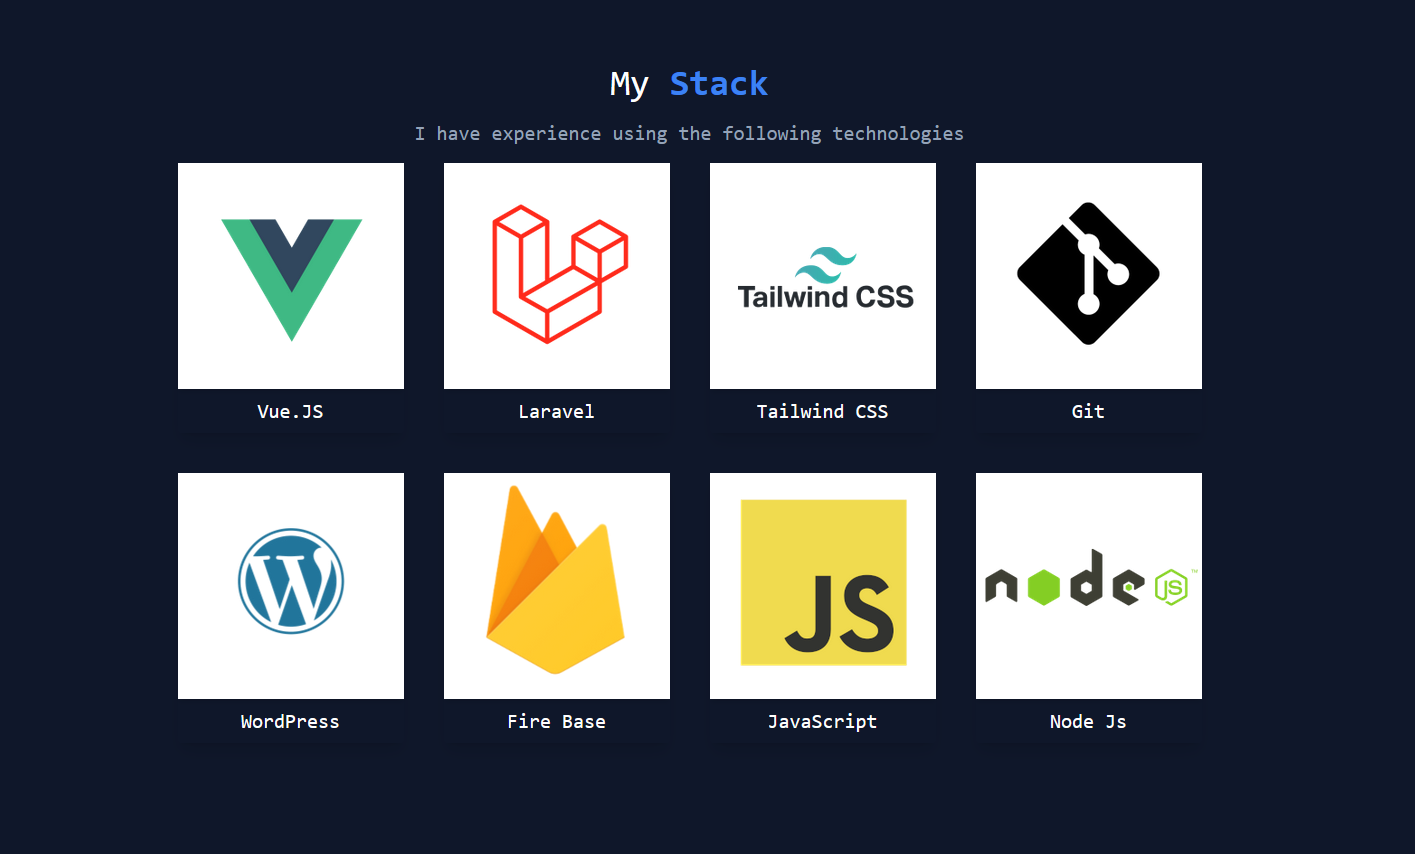 My Stack
I have experience using the following technologies
Tailwind CSS
Vue.JS
Laravel
Tailwind CSS
Git
W
JS
node JS™
WordPress
Fire Base
JavaScript
Node Js